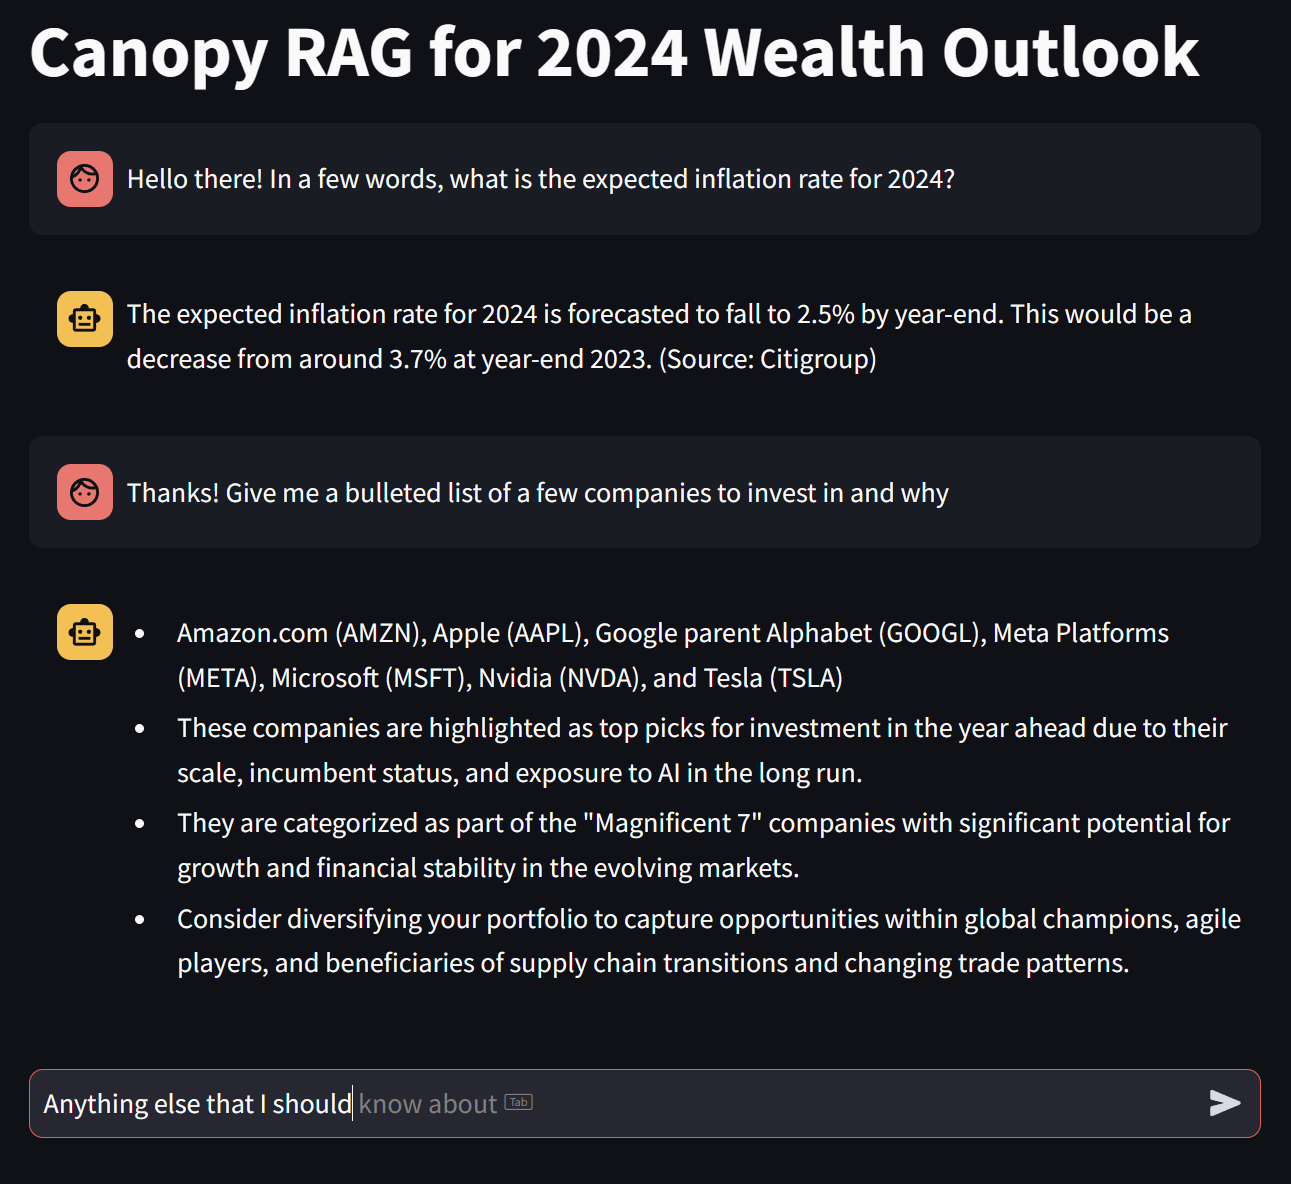 Canopy RAG for 2024 Wealth Outlook
Hello there! In a few words, what is the expected inflation rate for 2024?
The expected inflation rate for 2024 is forecasted to fall to 2.5% by year-end. This would be a
decrease from around 3.7% at year-end 2023. (Source: Citigroup)
Thanks! Give me a bulleted list of a few companies to invest in and why
• Amazon.com (AMZN), Apple (AAPL), Google parent Alphabet (GOOGL), Meta Platforms
(META), Microsoft (MSFT), Nvidia (NVDA), and Tesla (TSLA)
• These companies are highlighted as top picks for investment in the year ahead due to their
scale, incumbent status, and exposure to AI in the long run.
• They are categorized as part of the "Magnificent 7" companies with significant potential for
growth and financial stability in the evolving markets.
• Consider diversifying your portfolio to capture opportunities within global champions, agile
players, and beneficiaries of supply chain transitions and changing trade patterns.
Anything else that I should know about Tab